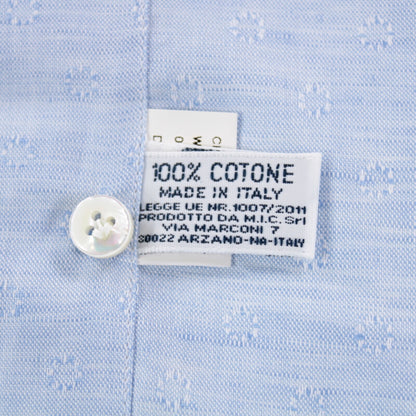 100% COTONE
MADE IN ITALY
LEGGE UE NR.1007/2011
PRODOTTO DA M.I.C. Srl
VIA MARCONI 7
80022 ARZANO-NA-ITALY